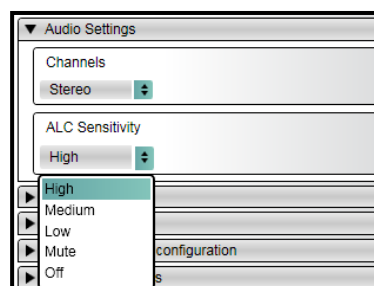 Audio Settings
Channels
Stereo
ALC Sensitivity
High
High
Medium
Low
Mute
configuration
Off